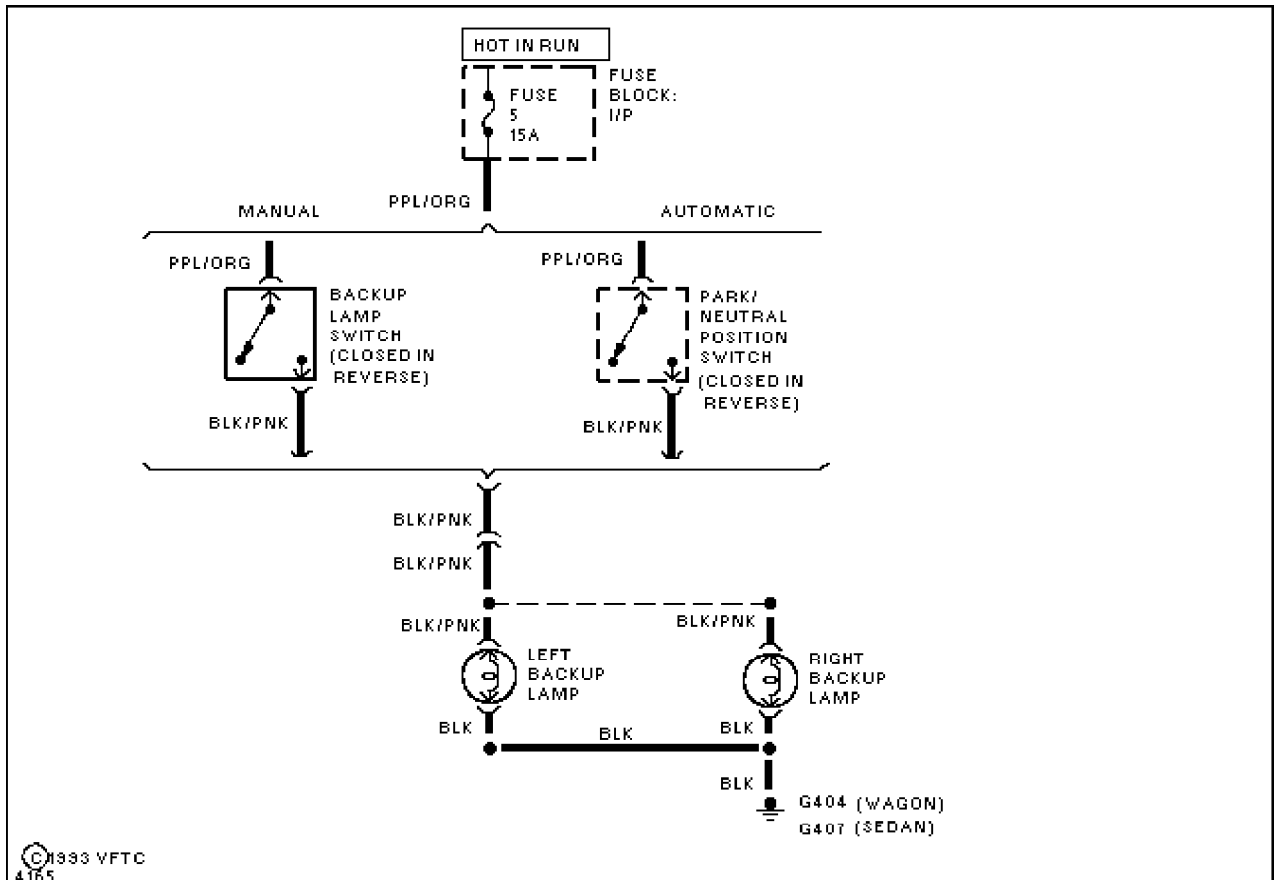 HOT IN RUN
FUSE
5
15A
FUSE
BLOCK:
I/P
PPL/ORG
MANUAL
AUTOMATIC
PPL/ORG
PPL/ORG
BACKUP
LAMP
SWITCH
(CLOSED IN
REVERSE)
PARK/
NEUTRAL
POSITION
SWITCH
(CLOSED IN
REVERSE)
BLK/PNK
BLK/PNK
BLK/PNK
BLK/PNK
BLK/PNK
BLK/PNK
LEFT
BACKUP
LAMP
RIGHT
BACKUP
LAMP
BLK
BLK
BLK
BLK
G404 (WAGON)
G407 (SEDAN)
©1993 VFTC
4165